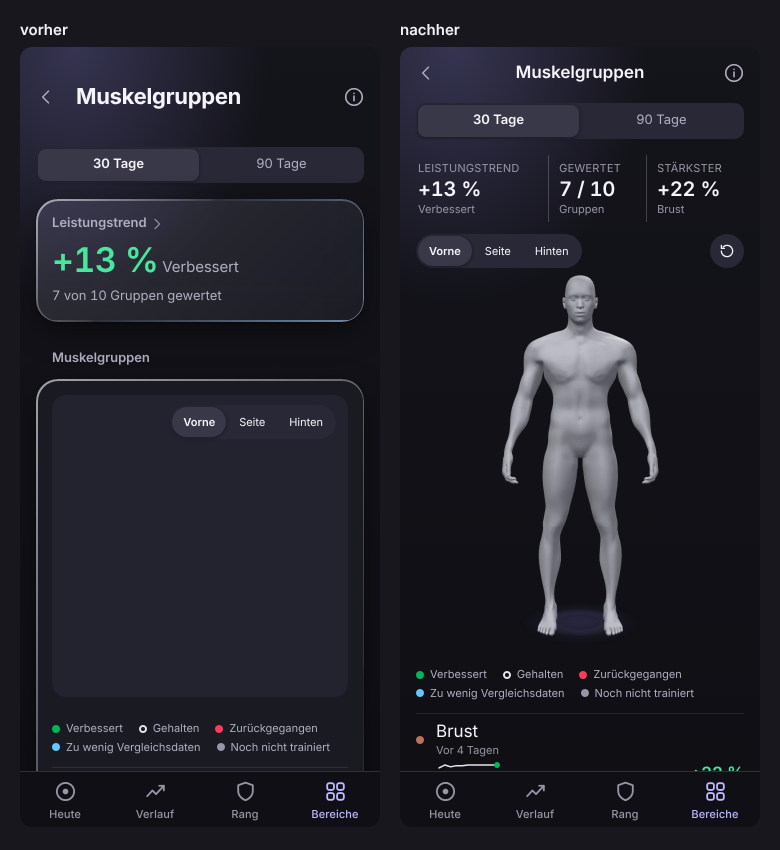 vorher
Muskelgruppen
30 Tage
90 Tage
Leistungstrend
+13 % Verbessert
7 von 10 Gruppen gewertet
Muskelgruppen
Vorne Seite Hinten
Verbessert Gehalten Zurückgegangen
Zu wenig Vergleichsdaten Noch nicht trainiert
Heute Verlauf Rang Bereiche
nachher
Muskelgruppen
30 Tage
90 Tage
LEISTUNGSTREND GEWERTET STÄRKSTER
+13 % 7 / 10 +22 %
Verbessert Gruppen Brust
Vorne Seite Hinten
Verbessert Gehalten Zurückgegangen
Zu wenig Vergleichsdaten Noch nicht trainiert
Brust
Vor 4 Tagen
Heute Verlauf Rang Bereiche